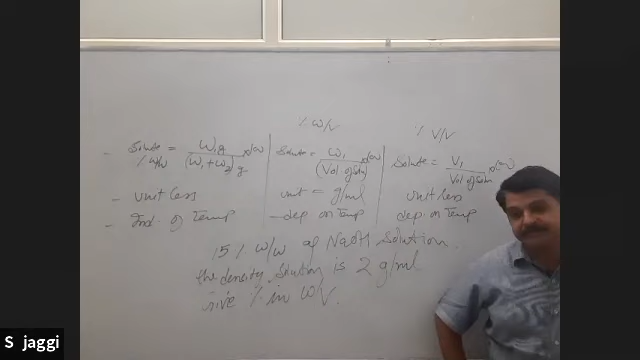 % W/V
% V/V
- Solute % W/W = W₁g / (W₁ + W₂)g ×100 | Solute = W₁ / (Vol of Soln) ×100 | Solute = V₁ / Vol of Soln ×100
- Unit less | unit = g/ml | unit less
- Ind. of Temp | - dep. on Temp | dep. on Temp
15 % W/W of NaOH Solution.
the density Solution is 2 g/ml
give % in W/V.
S jaggi